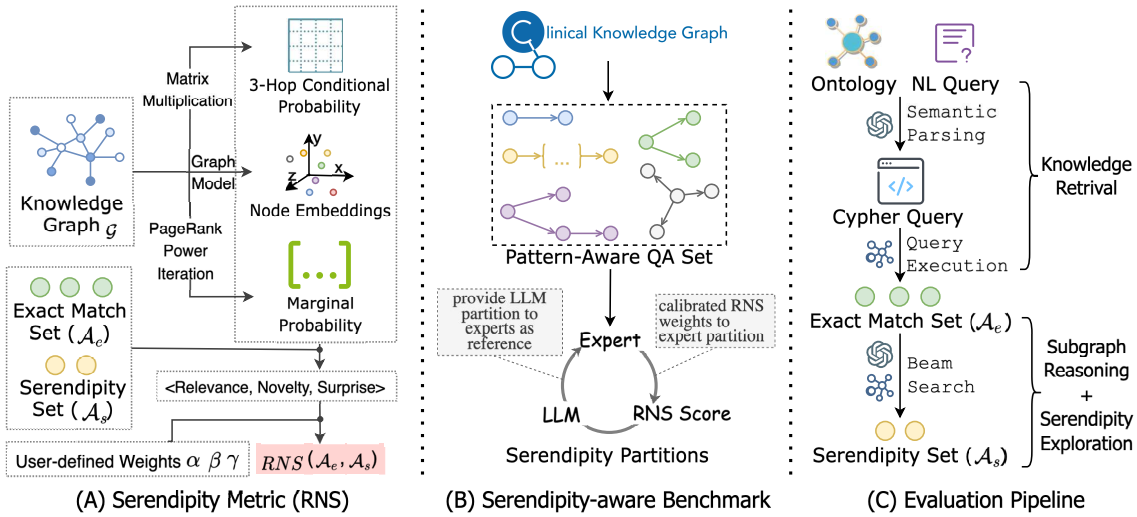 Matrix
Multiplication
3-Hop Conditional
Probability
Graph
Model
y
x
z
Node Embeddings
Knowledge
Graph 𝒢
PageRank
Power
Iteration
[...]
Marginal
Probability
Exact Match
Set (𝒜e)
Serendipity
Set (𝒜s)
<Relevance, Novelty, Surprise>
User-defined Weights α β γ
RNS(𝒜e, 𝒜s)
(A) Serendipity Metric (RNS)
Clinical Knowledge Graph
{ ... }
Pattern-Aware QA Set
provide LLM
partition to
experts as
reference
calibrated RNS
weights to
expert partition
Expert
LLM
RNS Score
Serendipity Partitions
(B) Serendipity-aware Benchmark
?
Ontology
NL Query
Semantic
Parsing
</>
Cypher Query
Query
Execution
Knowledge
Retrival
Exact Match Set (𝒜e)
Beam
Search
Serendipity Set (𝒜s)
Subgraph
Reasoning
+
Serendipity
Exploration
(C) Evaluation Pipeline